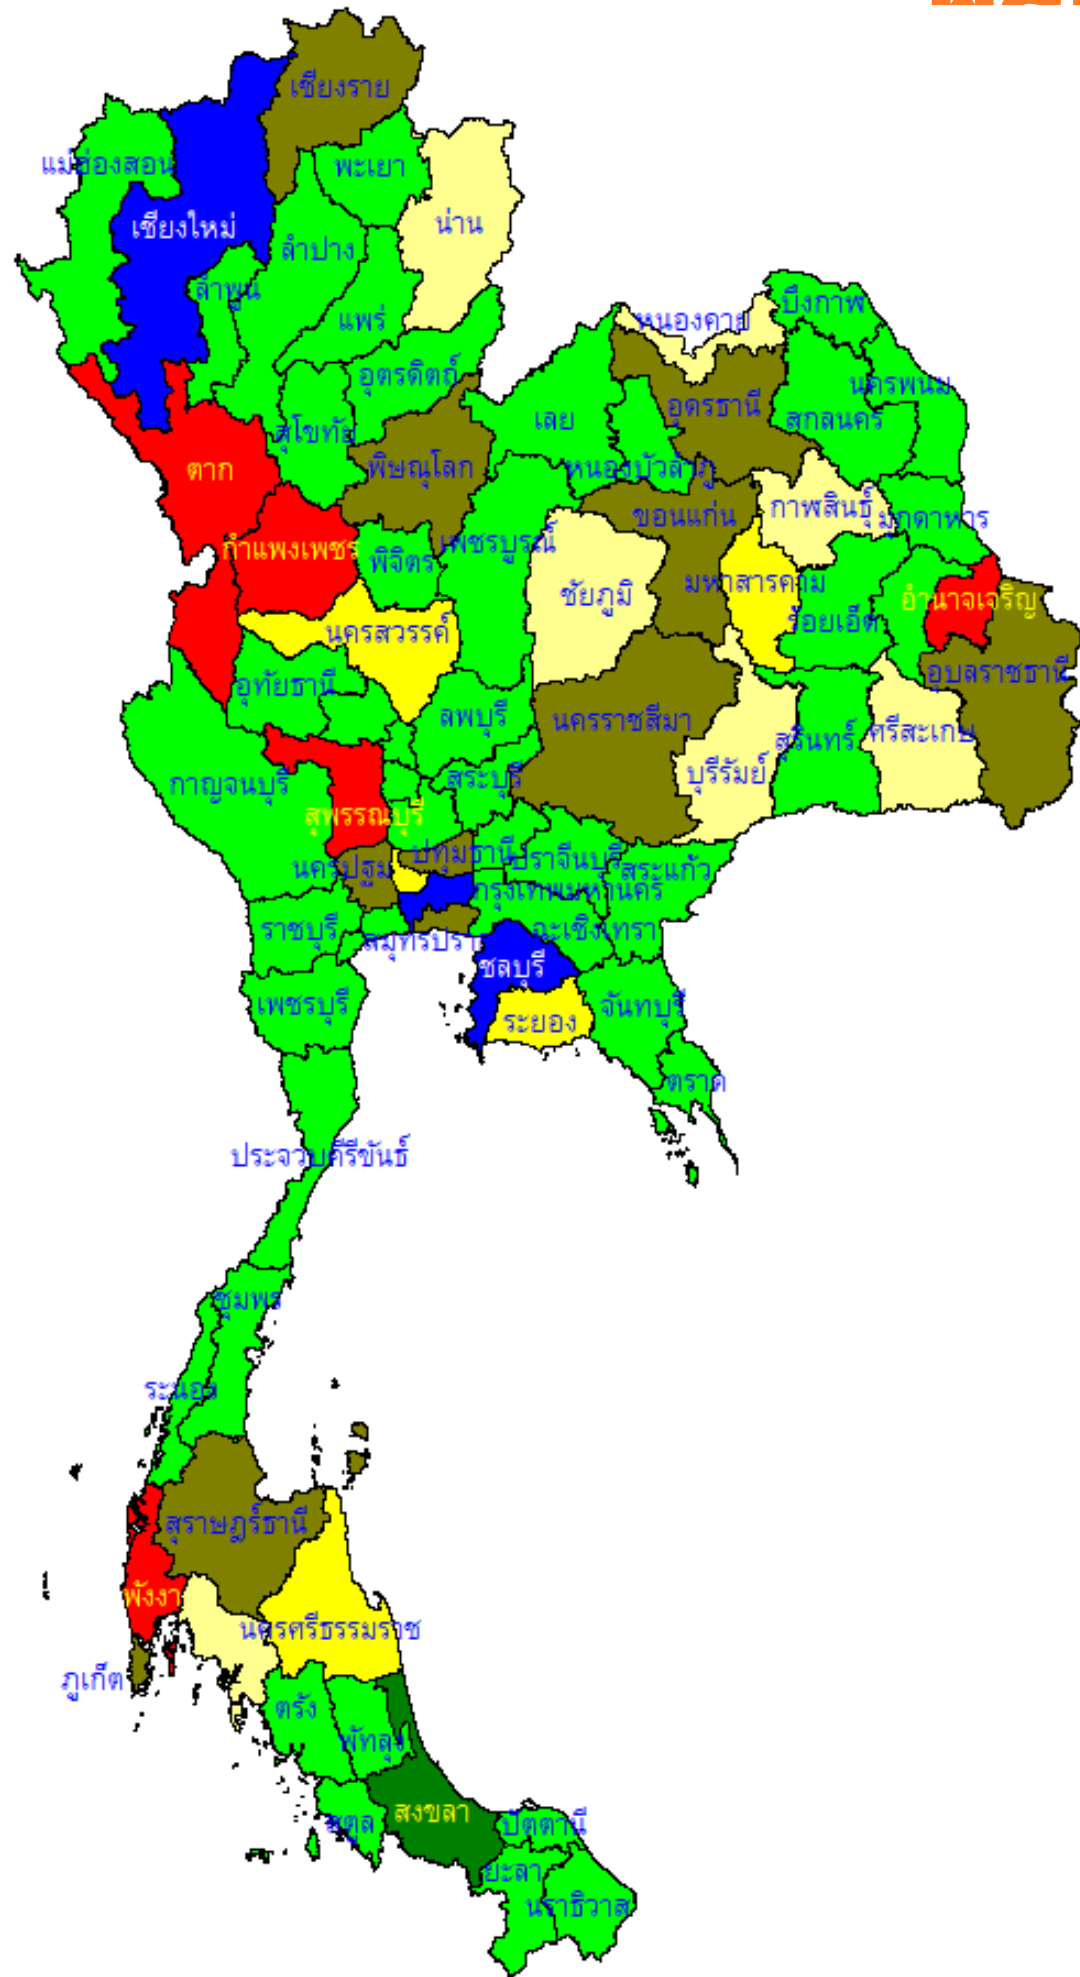 เชียงราย
แม่ฮ่องสอน
พะเยา
น่าน
เชียงใหม่
ลำปาง
ลำพูน
แพร่
หนองคาย
บึงกาฬ
อุตรดิตถ์
นครพนม
เลย
อุดรธานี
สกลนคร
สุโขทัย
ตาก
พิษณุโลก
หนองบัวลำภู
ขอนแก่น
กาฬสินธุ์
มุกดาหาร
กำแพงเพชร
พิจิตร
เพชรบูรณ์
ชัยภูมิ
มหาสารคาม
ร้อยเอ็ด
อำนาจเจริญ
นครสวรรค์
อุทัยธานี
อุบลราชธานี
ลพบุรี
นครราชสีมา
สุรินทร์
ศรีสะเกษ
กาญจนบุรี
สระบุรี
บุรีรัมย์
สุพรรณบุรี
นครปฐม
ปทุมธานี
ปราจีนบุรี
สระแก้ว
กรุงเทพมหานคร
ราชบุรี
สมุทรปรา
ฉะเชิงเทรา
ชลบุรี
เพชรบุรี
ระยอง
จันทบุรี
ตราด
ประจวบคีรีขันธ์
ชุมพร
ระนอง
สุราษฎร์ธานี
พังงา
นครศรีธรรมราช
ภูเก็ต
ตรัง
พัทลุง
สงขลา
สตูล
ปัตตานี
ยะลา
นราธิวาส